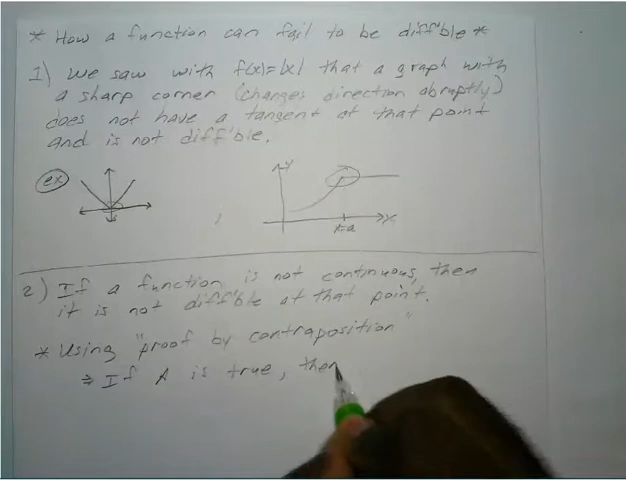 * How a function can fail to be diff'ble *
1) We saw with f(x)=|x| that a graph with
a sharp corner (changes direction abruptly)
does not have a tangent at that point
and is not diff'ble.
ex
,
y
x
x=a
2) If a function is not continuous, then
it is not diff'ble at that point.
* Using "proof by contraposition"
⇒ If A is true, then